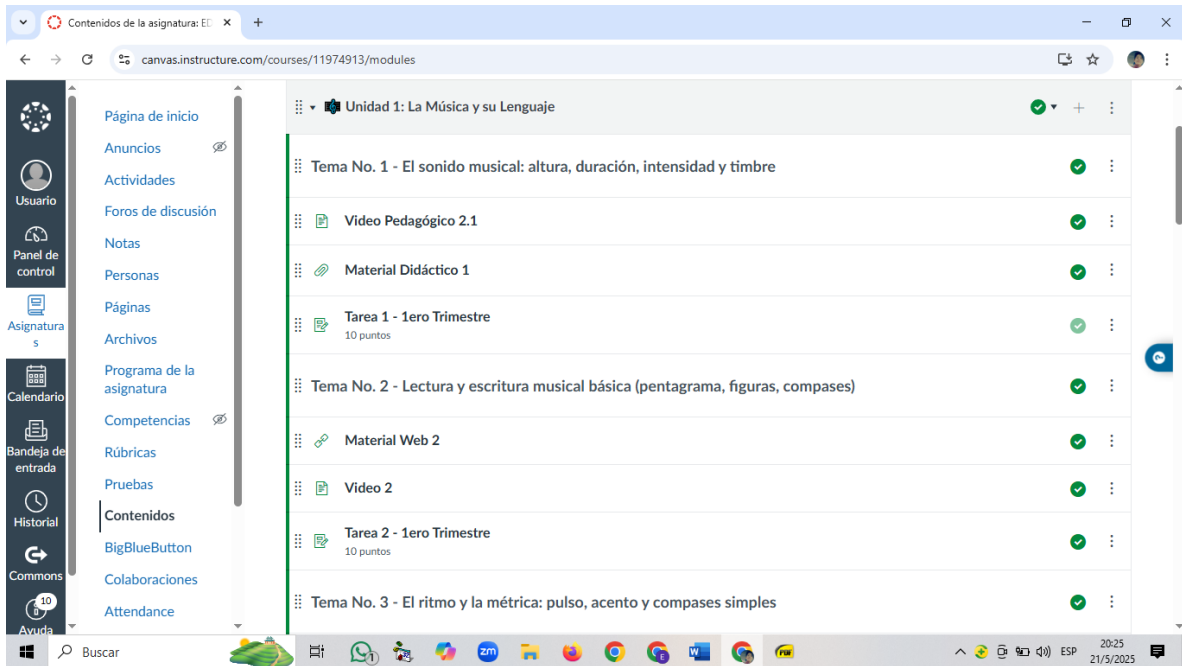 Contenidos de la asignatura: ED
canvas.instructure.com/courses/11974913/modules
Usuario
Panel de
control
Asignatura
s
Calendario
Bandeja de
entrada
Historial
Commons
10
Ayuda
Página de inicio
Anuncios
Actividades
Foros de discusión
Notas
Personas
Páginas
Archivos
Programa de la
asignatura
Competencias
Rúbricas
Pruebas
Contenidos
BigBlueButton
Colaboraciones
Attendance
Unidad 1: La Música y su Lenguaje
Tema No. 1 - El sonido musical: altura, duración, intensidad y timbre
Video Pedagógico 2.1
Material Didáctico 1
Tarea 1 - 1ero Trimestre
10 puntos
Tema No. 2 - Lectura y escritura musical básica (pentagrama, figuras, compases)
Material Web 2
Video 2
Tarea 2 - 1ero Trimestre
10 puntos
Tema No. 3 - El ritmo y la métrica: pulso, acento y compases simples
Buscar
1
zm
E
W
E
PDF
ESP
20:25
21/5/2025